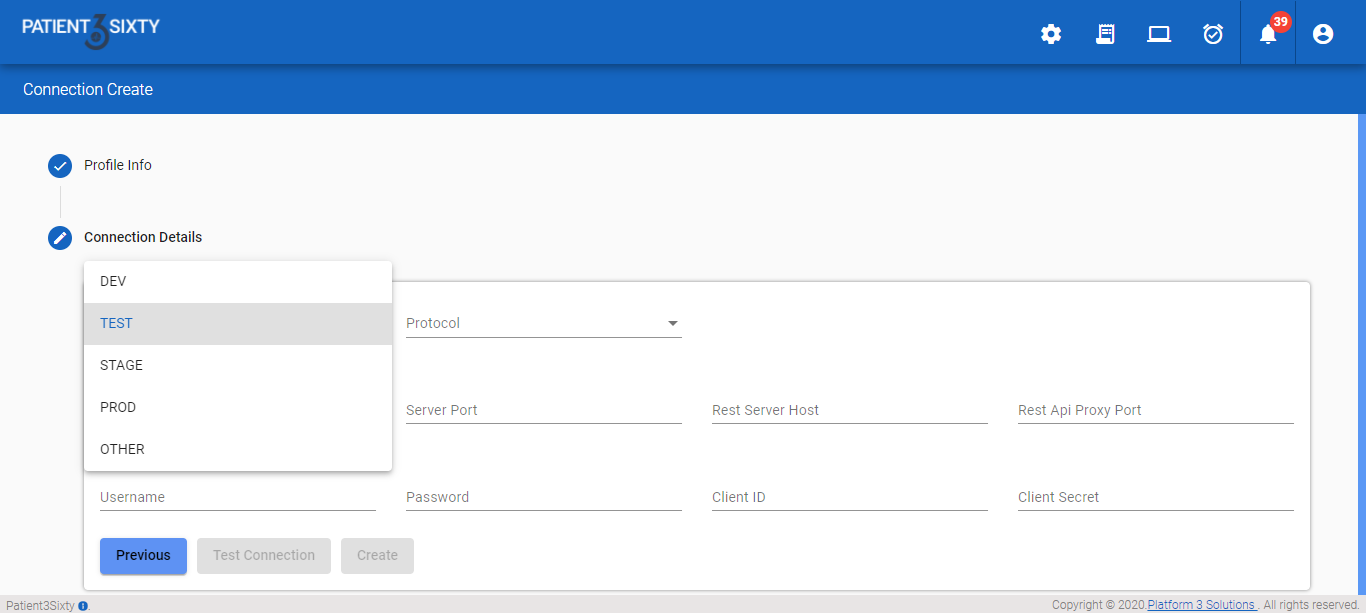 PATIENT3SIXTY
39
Connection Create
Profile Info
Connection Details
DEV
TEST
STAGE
PROD
OTHER
Protocol
Server Port Rest Server Host Rest Api Proxy Port
Username Password Client ID Client Secret
Previous Test Connection Create
Patient3Sixty Copyright © 2020 Platform 3 Solutions . All rights reserved.